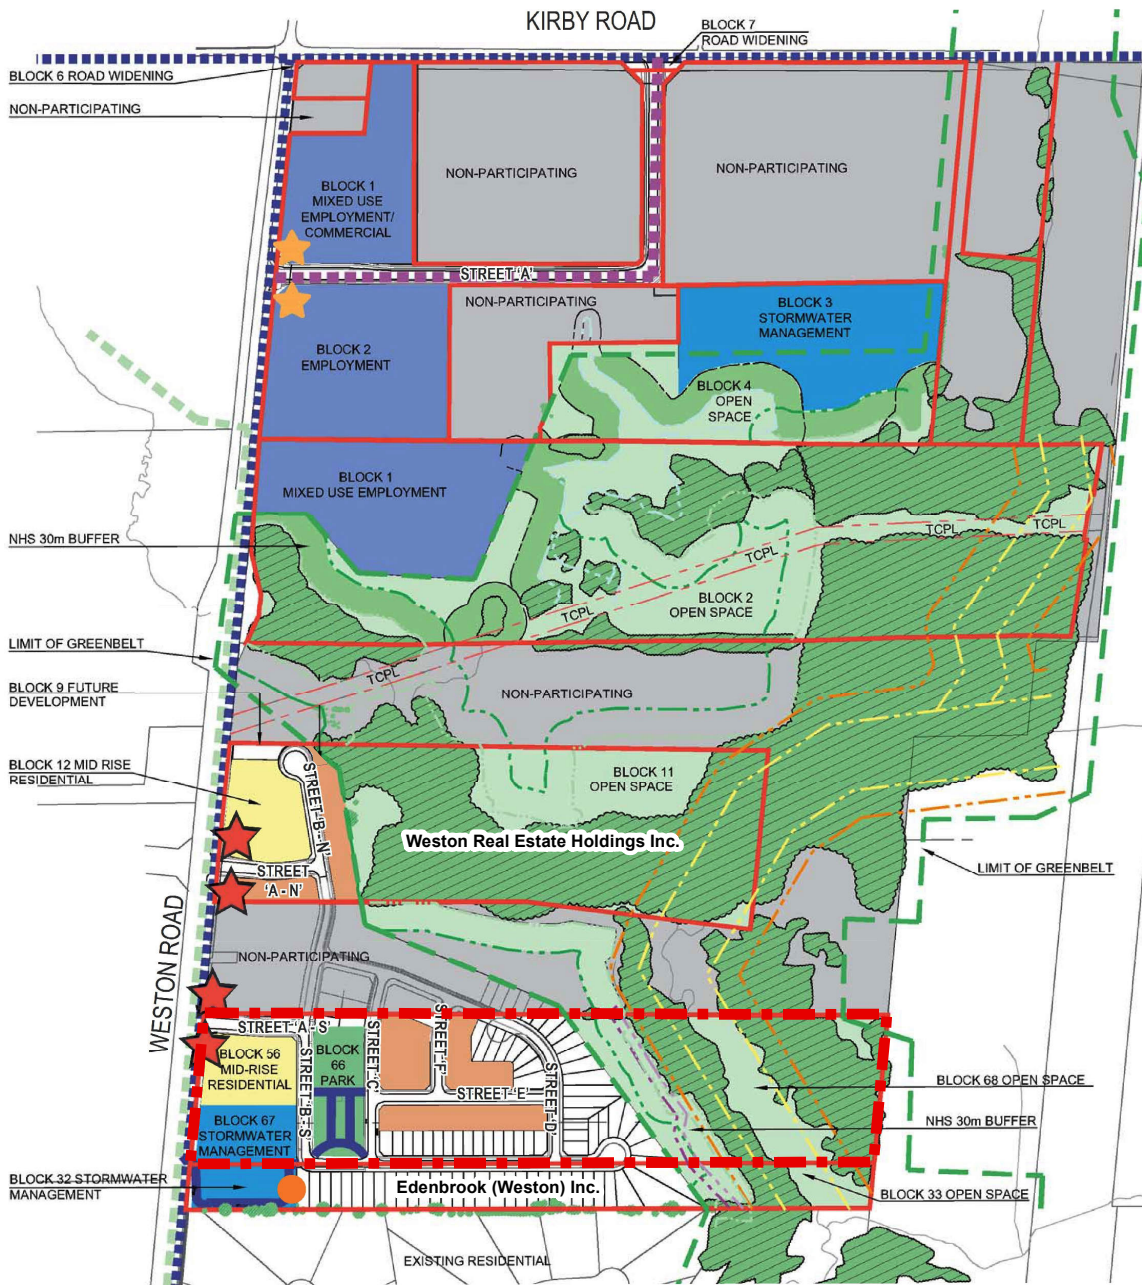 KIRBY ROAD
BLOCK 7
ROAD WIDENING
BLOCK 6 ROAD WIDENING
NON-PARTICIPATING
BLOCK 1
MIXED USE
EMPLOYMENT/
COMMERCIAL
NON-PARTICIPATING
NON-PARTICIPATING
STREET 'A'
NON-PARTICIPATING
BLOCK 3
STORMWATER
MANAGEMENT
BLOCK 2
EMPLOYMENT
BLOCK 4
OPEN
SPACE
BLOCK 1
MIXED USE EMPLOYMENT
NHS 30m BUFFER
TCPL
TCPL
TCPL
BLOCK 2
OPEN SPACE
TCPL
LIMIT OF GREENBELT
TCPL
NON-PARTICIPATING
BLOCK 9 FUTURE
DEVELOPMENT
BLOCK 12 MID RISE
RESIDENTIAL
STREET 'B - N'
BLOCK 11
OPEN SPACE
Weston Real Estate Holdings Inc.
STREET
'A - N'
LIMIT OF GREENBELT
WESTON ROAD
NON-PARTICIPATING
STREET 'A - S'
BLOCK 56
MID-RISE
RESIDENTIAL
STREET 'B - S'
BLOCK
66
PARK
STREET 'C'
STREET 'F'
STREET 'E'
STREET 'D'
BLOCK 68 OPEN SPACE
BLOCK 67
STORMWATER
MANAGEMENT
NHS 30m BUFFER
BLOCK 32 STORMWATER
MANAGEMENT
Edenbrook (Weston) Inc.
BLOCK 33 OPEN SPACE
EXISTING RESIDENTIAL